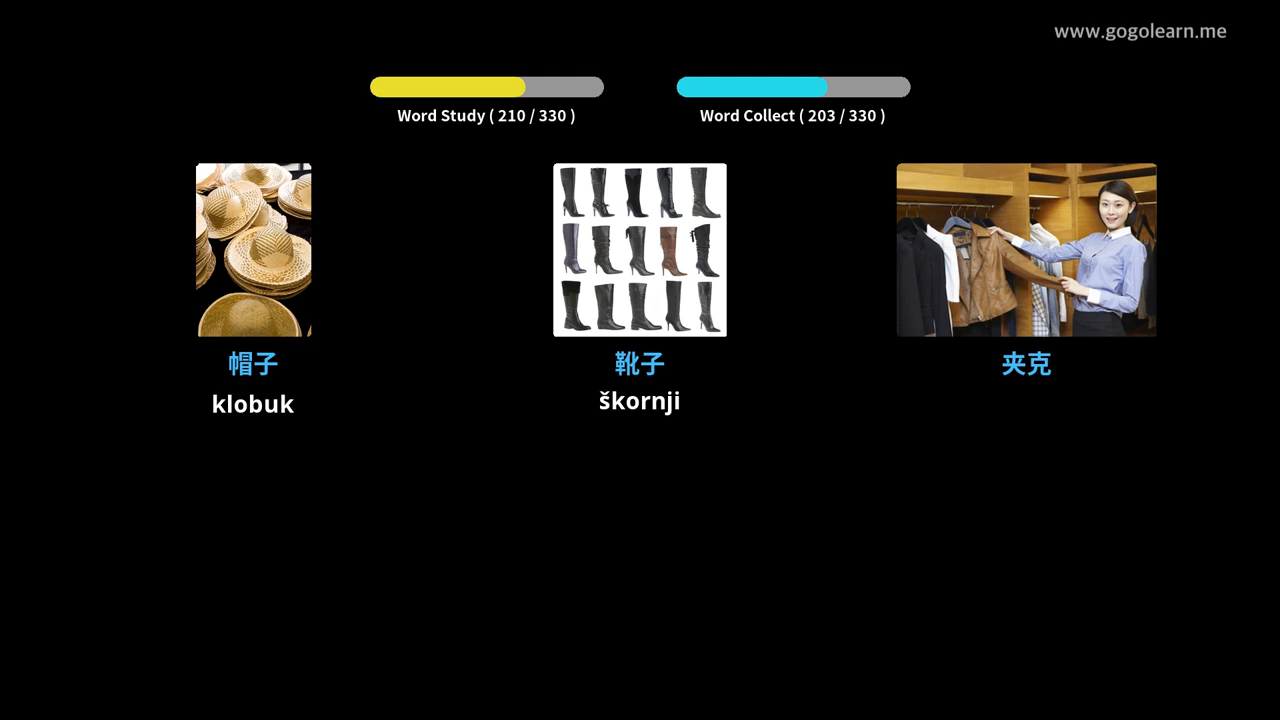 www.gogolearn.me
Word Study ( 210 / 330 )
Word Collect ( 203 / 330 )
帽子
靴子
夹克
klobuk
škornji